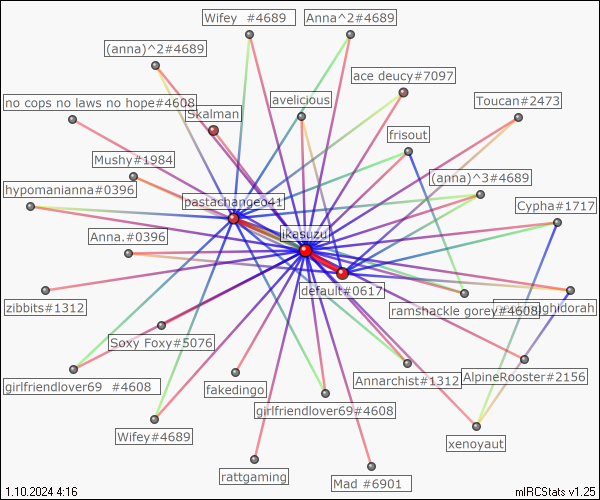 Wifey  #4689
Anna^2#4689
(anna)^2#4689
ace deucy#7097
no cops no laws no hope#4608
avelicious
Toucan#2473
Skalman
frisout
Mushy#1984
(anna)^3#4689
hypomanianna#0396
pastachangeo41
Cypha#1717
ikasuzu
Anna.#0396
default#0617
zibbits#1312
ramshackle gorey#4608
ghidorah
Soxy Foxy#5076
girlfriendlover69  #4608
fakedingo
Annarchist#1312
AlpineRooster#2156
girlfriendlover69#4608
Wifey#4689
xenoyaut
rattgaming
Mad #6901
1.10.2024 4:16
mIRCStats v1.25